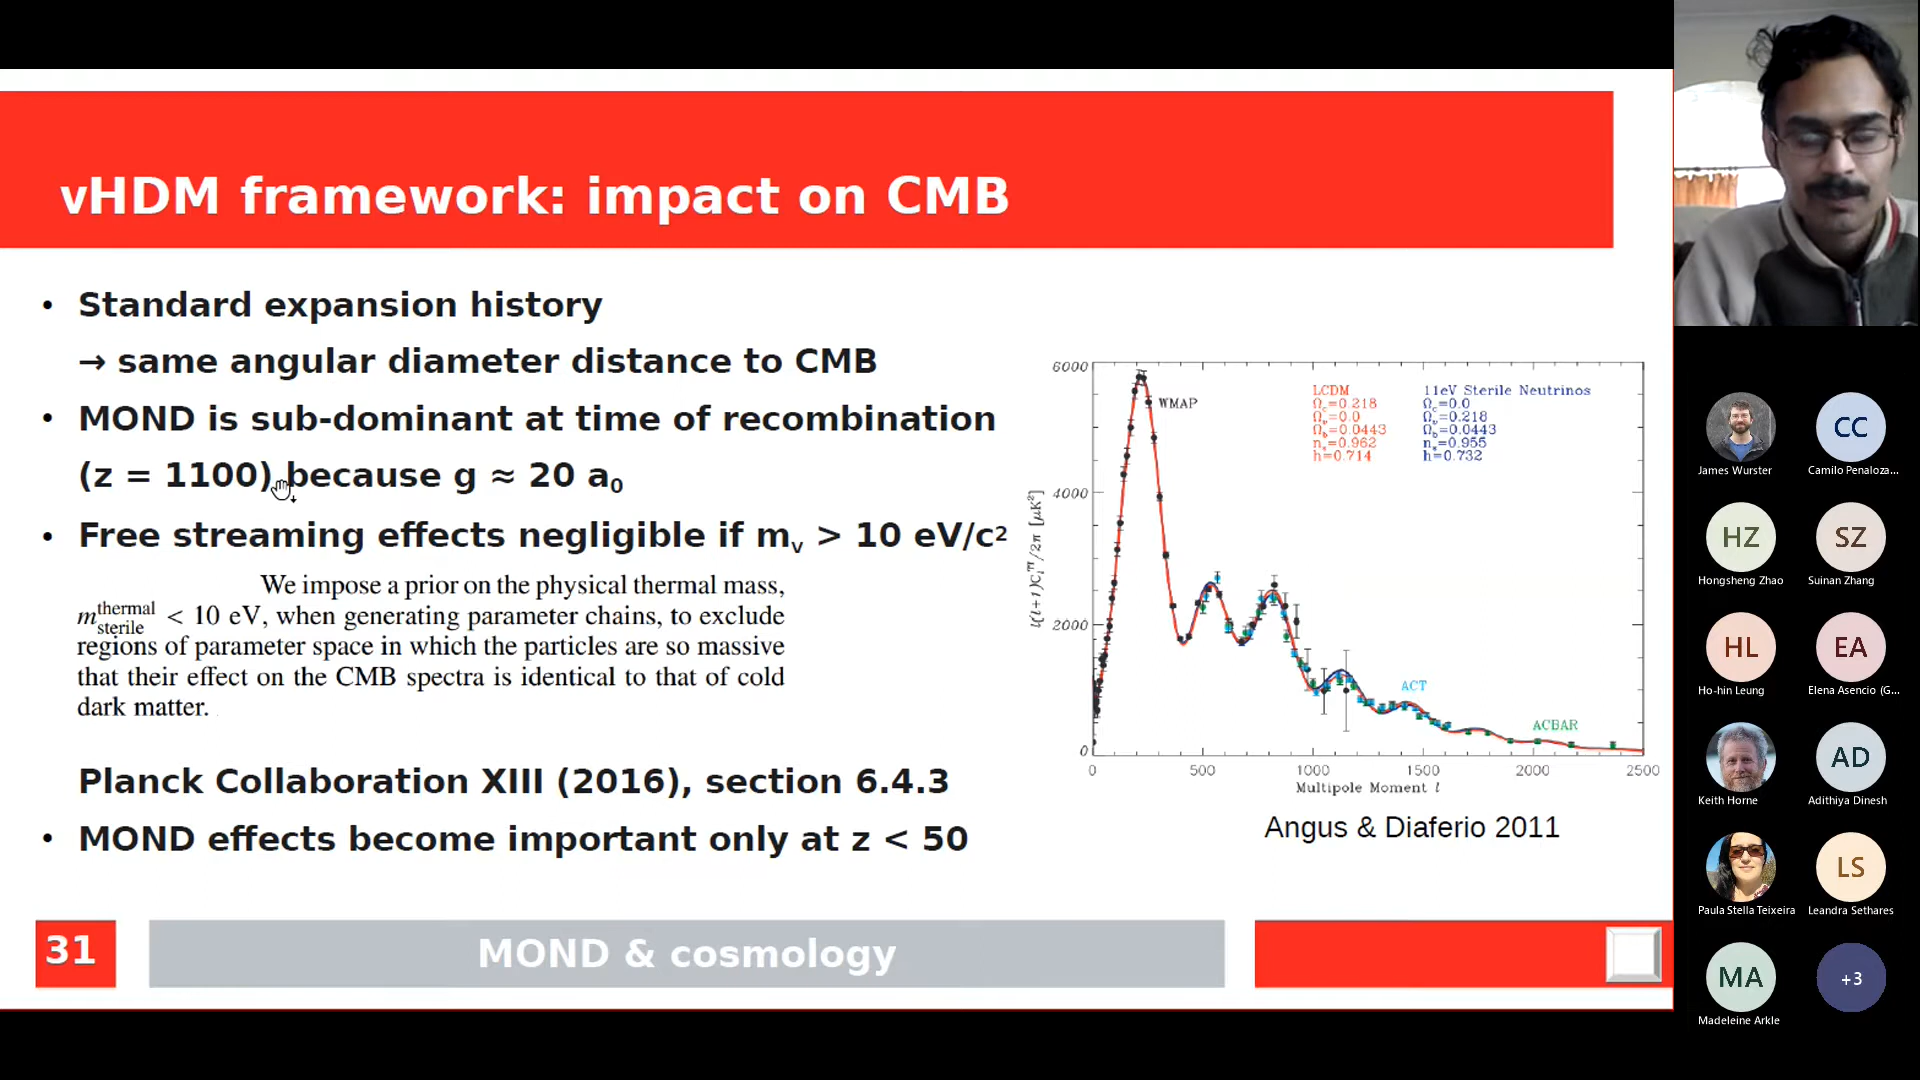 νHDM framework: impact on CMB
• Standard expansion history
→ same angular diameter distance to CMB
• MOND is sub-dominant at time of recombination
(z = 1100) because g ≈ 20 a₀
• Free streaming effects negligible if mᵥ > 10 eV/c²
We impose a prior on the physical thermal mass,
m_sterile^thermal < 10 eV, when generating parameter chains, to exclude
regions of parameter space in which the particles are so massive
that their effect on the CMB spectra is identical to that of cold
dark matter.
Planck Collaboration XIII (2016), section 6.4.3
• MOND effects become important only at z < 50
6000
4000
2000
0
l(l+1)Cₗᵀᵀ/2π [μK²]
WMAP
LCDM
Ω_c=0.218
Ω_ν=0.0
Ω_b=0.0443
n_s=0.962
h=0.714
11eV Sterile Neutrinos
Ω_c=0.0
Ω_ν=0.218
Ω_b=0.0443
n_s=0.955
h=0.732
ACT
ACBAR
0 500 1000 1500 2000 2500
Multipole Moment l
Angus & Diaferio 2011
31
MOND & cosmology
James Wurster
CC
Camilo Penaloza...
HZ
Hongsheng Zhao
SZ
Suinan Zhang
HL
Ho-hin Leung
EA
Elena Asencio (G...
Keith Horne
AD
Adithiya Dinesh
Paula Stella Teixeira
LS
Leandra Sethares
MA
Madeleine Arkle
+3